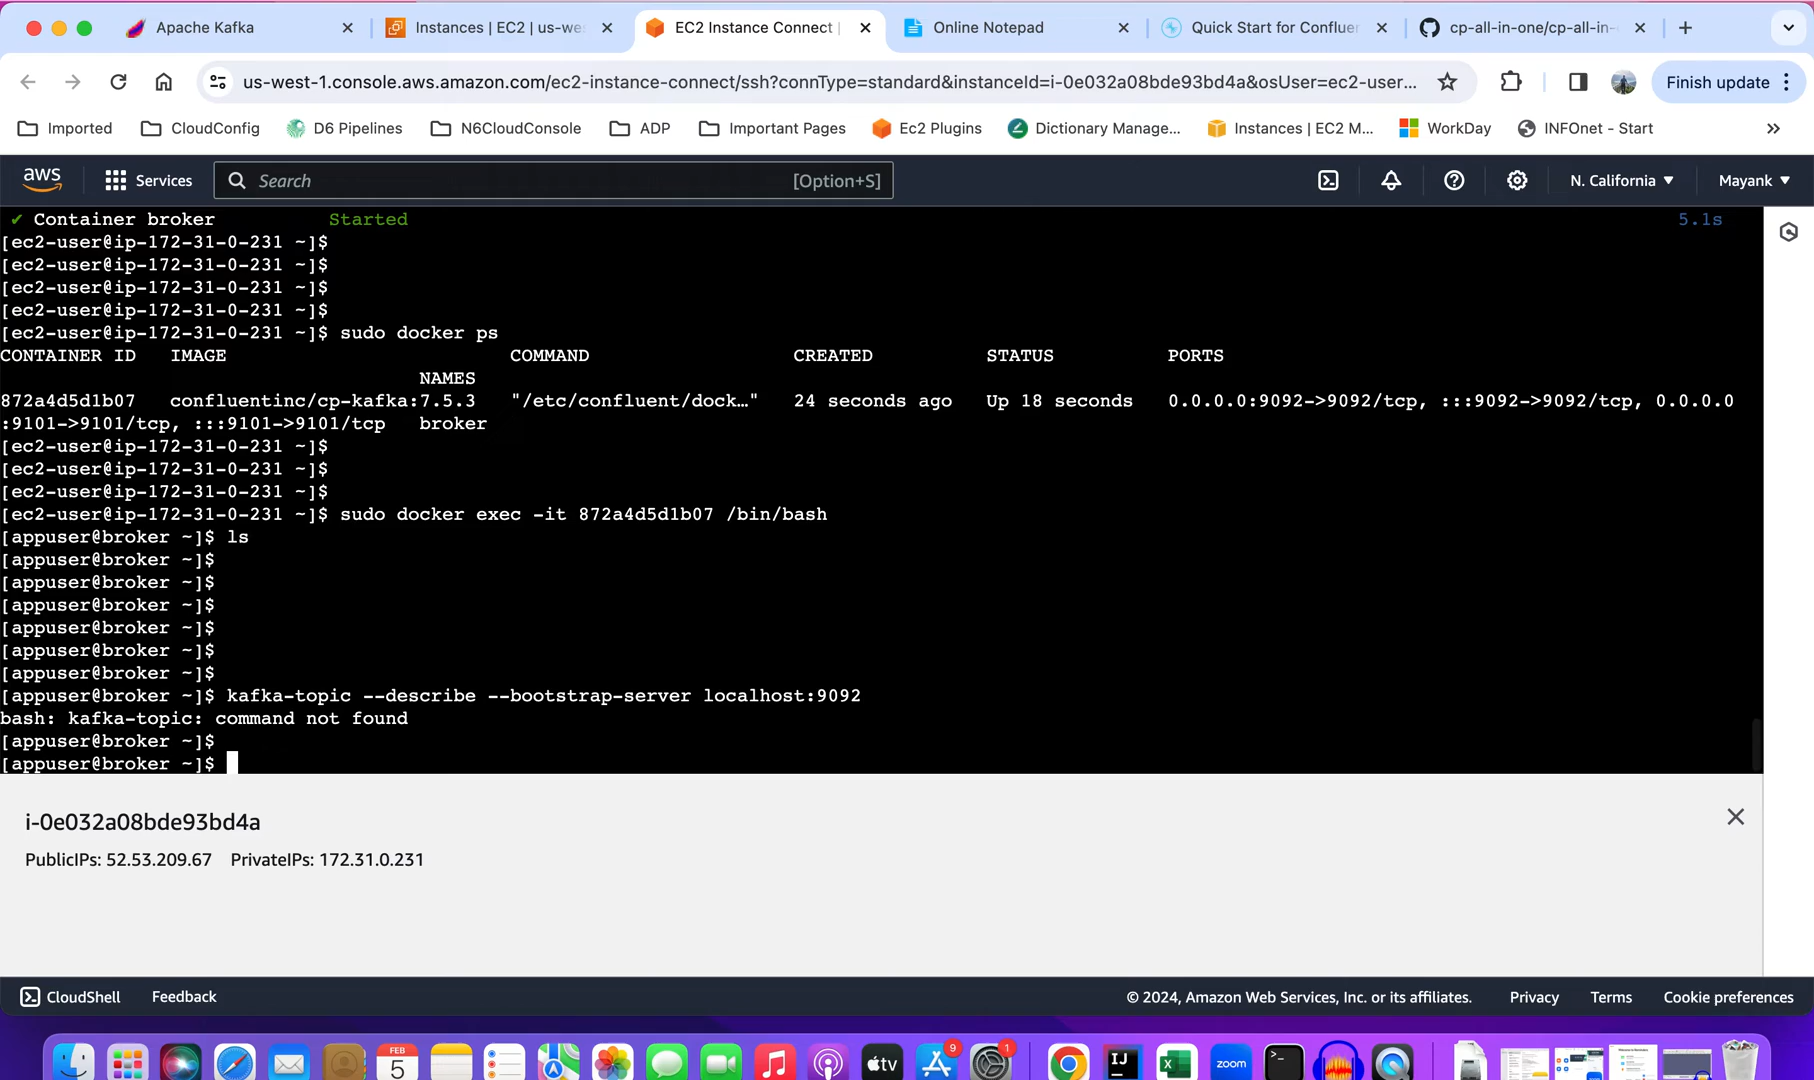 Apache Kafka
Instances | EC2 | us-we
EC2 Instance Connect |
Online Notepad
Quick Start for Confluen
cp-all-in-one/cp-all-in-
us-west-1.console.aws.amazon.com/ec2-instance-connect/ssh?connType=standard&instanceId=i-0e032a08bde93bd4a&osUser=ec2-user...
Finish update
Imported
CloudConfig
D6 Pipelines
N6CloudConsole
ADP
Important Pages
Ec2 Plugins
Dictionary Manage...
Instances | EC2 M...
WorkDay
INFOnet - Start
aws
Services
Search
[Option+S]
N. California
Mayank
✔ Container broker Started 5.1s
[ec2-user@ip-172-31-0-231 ~]$
[ec2-user@ip-172-31-0-231 ~]$
[ec2-user@ip-172-31-0-231 ~]$
[ec2-user@ip-172-31-0-231 ~]$
[ec2-user@ip-172-31-0-231 ~]$ sudo docker ps
CONTAINER ID IMAGE COMMAND CREATED STATUS PORTS
NAMES
872a4d5d1b07 confluentinc/cp-kafka:7.5.3 "/etc/confluent/dock…" 24 seconds ago Up 18 seconds 0.0.0.0:9092->9092/tcp, :::9092->9092/tcp, 0.0.0.0
:9101->9101/tcp, :::9101->9101/tcp broker
[ec2-user@ip-172-31-0-231 ~]$
[ec2-user@ip-172-31-0-231 ~]$
[ec2-user@ip-172-31-0-231 ~]$
[ec2-user@ip-172-31-0-231 ~]$ sudo docker exec -it 872a4d5d1b07 /bin/bash
[appuser@broker ~]$ ls
[appuser@broker ~]$
[appuser@broker ~]$
[appuser@broker ~]$
[appuser@broker ~]$
[appuser@broker ~]$
[appuser@broker ~]$
[appuser@broker ~]$ kafka-topic --describe --bootstrap-server localhost:9092
bash: kafka-topic: command not found
[appuser@broker ~]$
[appuser@broker ~]$
i-0e032a08bde93bd4a
PublicIPs: 52.53.209.67 PrivateIPs: 172.31.0.231
CloudShell
Feedback
© 2024, Amazon Web Services, Inc. or its affiliates.
Privacy
Terms
Cookie preferences
FEB
5
tv
9
1
IJ
X
zoom
>_